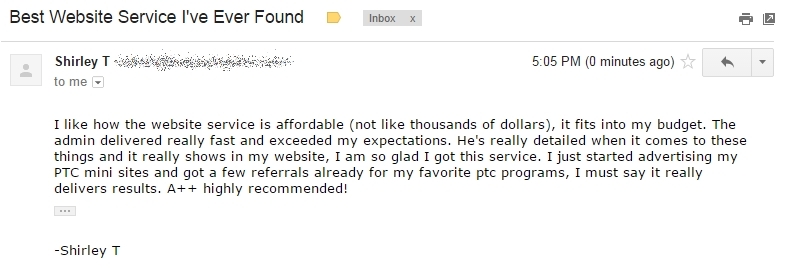 Best Website Service I've Ever Found
Inbox x
Shirley T
5:05 PM (0 minutes ago)
to me
I like how the website service is affordable (not like thousands of dollars), it fits into my budget. The
admin delivered really fast and exceeded my expectations. He's really detailed when it comes to these
things and it really shows in my website, I am so glad I got this service. I just started advertising my
PTC mini sites and got a few referrals already for my favorite ptc programs, I must say it really
delivers results. A++ highly recommended!
...
-Shirley T